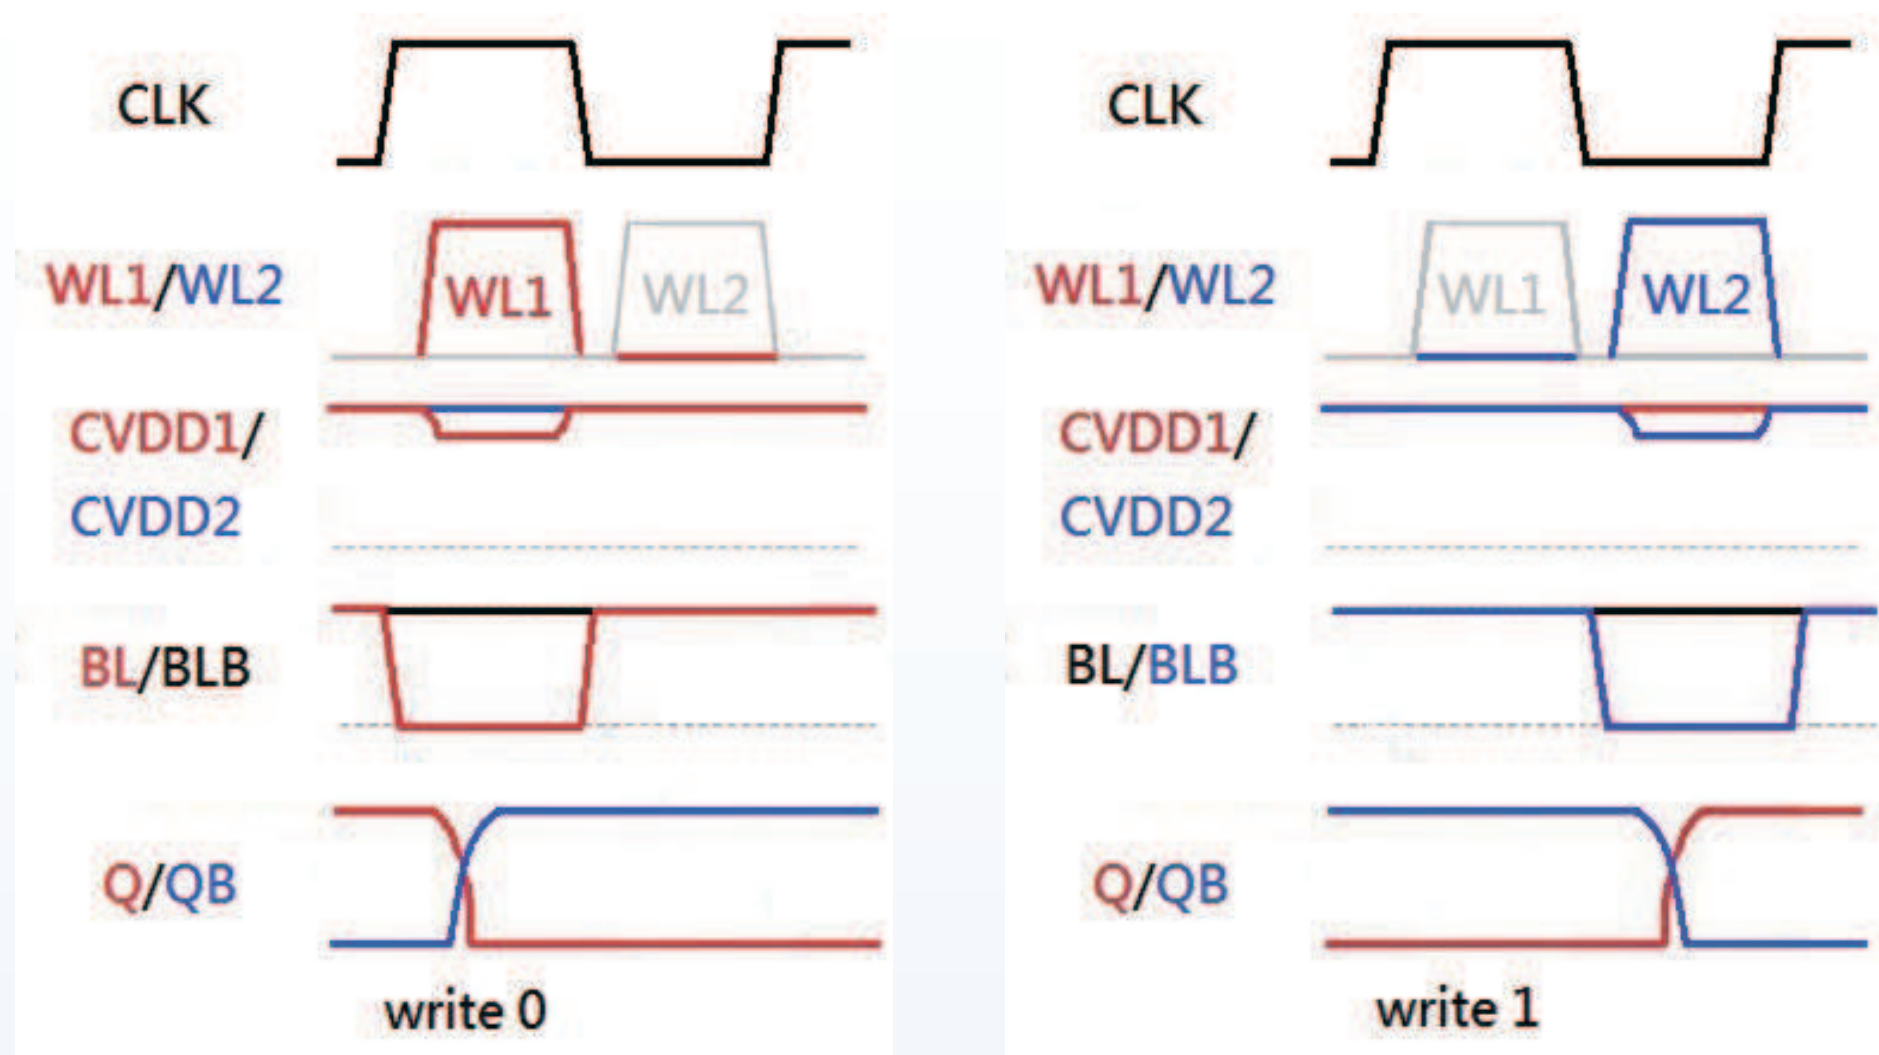 CLK
WL1/WL2
WL1
WL2
CVDD1/
CVDD2
BL/BLB
Q/QB
write 0
CLK
WL1/WL2
WL1
WL2
CVDD1/
CVDD2
BL/BLB
Q/QB
write 1